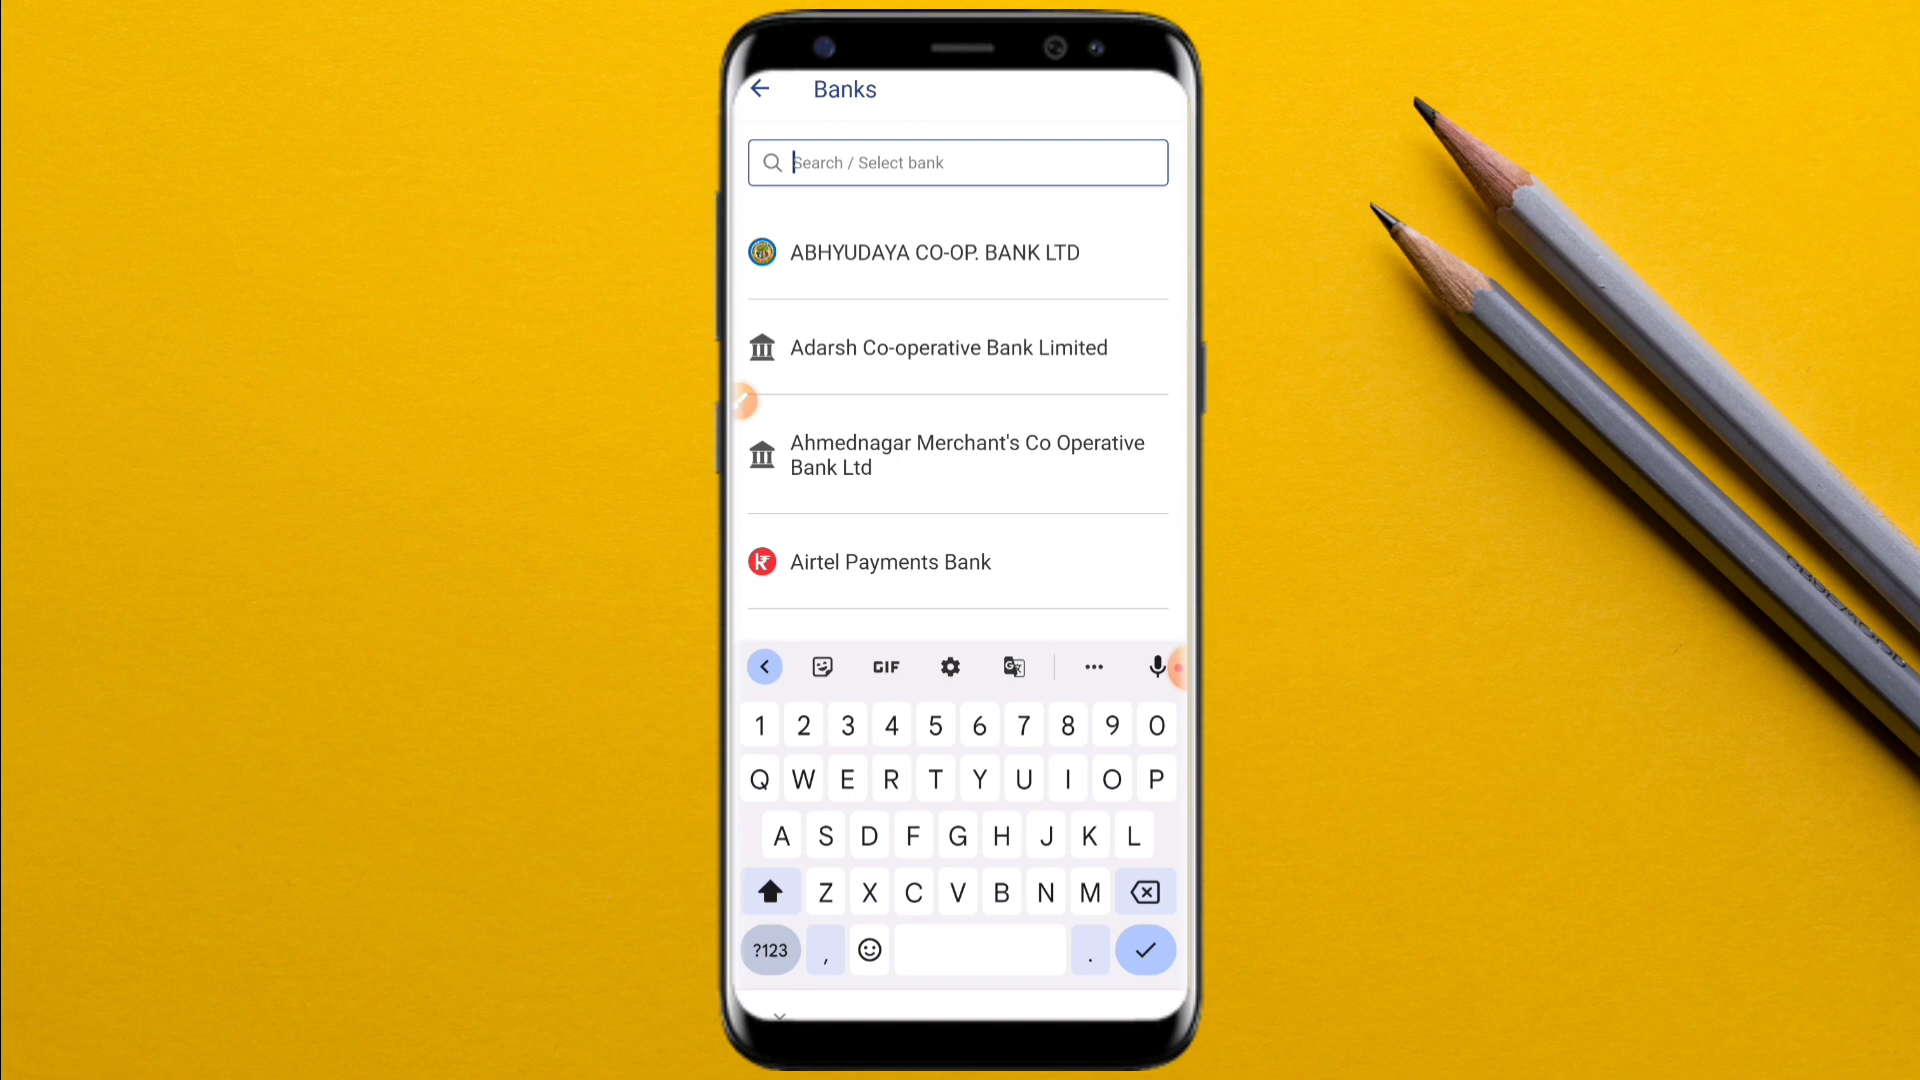 Banks
Search / Select bank
ABHYUDAYA CO-OP. BANK LTD
Adarsh Co-operative Bank Limited
Ahmednagar Merchant's Co Operative
Bank Ltd
Airtel Payments Bank
GIF
1 2 3 4 5 6 7 8 9 0
Q W E R T Y U I O P
A S D F G H J K L
Z X C V B N M
?123 , .